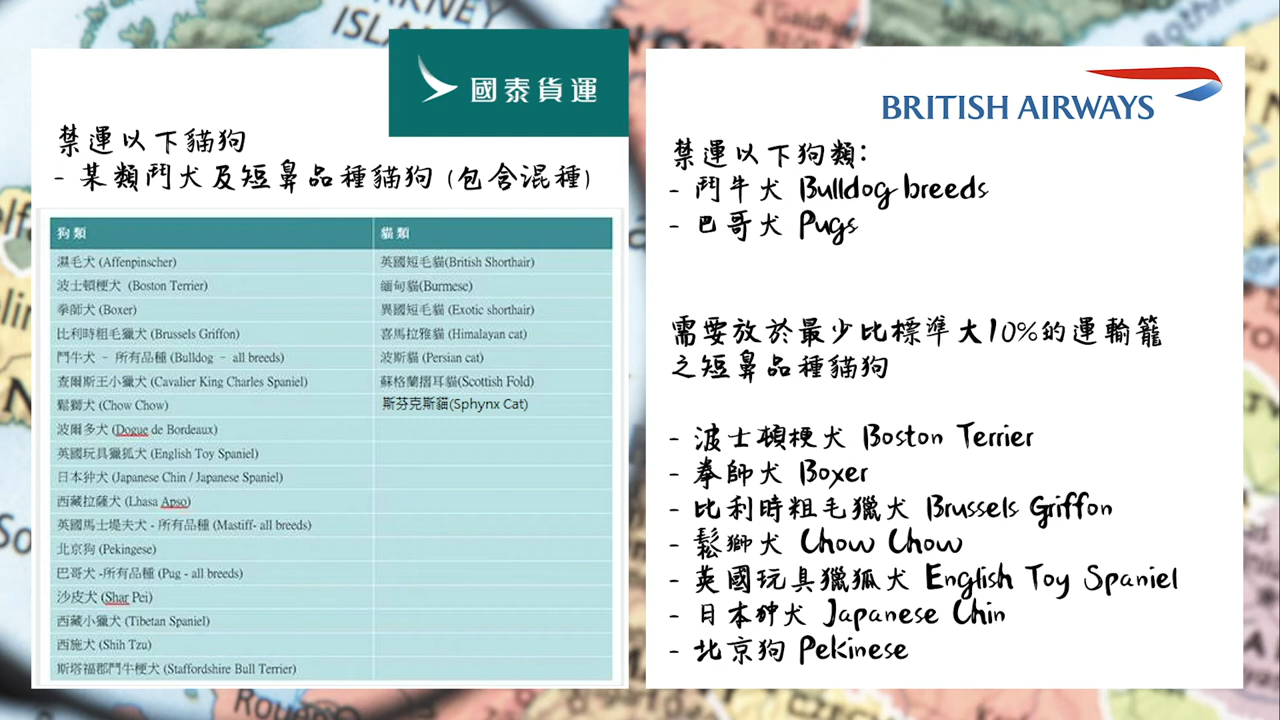 國泰貨運
禁運以下貓狗
- 某類鬥犬及短鼻品種貓狗 (包含混種)
狗類 貓類
濕毛犬 (Affenpinscher) 英國短毛貓(British Shorthair)
波士頓梗犬 (Boston Terrier) 緬甸貓(Burmese)
拳師犬 (Boxer) 異國短毛貓 (Exotic shorthair)
比利時粗毛獵犬 (Brussels Griffon) 喜馬拉雅貓 (Himalayan cat)
鬥牛犬 – 所有品種 (Bulldog – all breeds) 波斯貓 (Persian cat)
查爾斯王小獵犬 (Cavalier King Charles Spaniel) 蘇格蘭摺耳貓(Scottish Fold)
鬆獅犬 (Chow Chow) 斯芬克斯貓(Sphynx Cat)
波爾多犬 (Dogue de Bordeaux)
英國玩具獵狐犬 (English Toy Spaniel)
日本狆犬 (Japanese Chin / Japanese Spaniel)
西藏拉薩犬 (Lhasa Apso)
英國馬士堤夫犬 - 所有品種 (Mastiff- all breeds)
北京狗 (Pekingese)
巴哥犬 -所有品種 (Pug - all breeds)
沙皮犬 (Shar Pei)
西藏小獵犬 (Tibetan Spaniel)
西施犬 (Shih Tzu)
斯塔福郡鬥牛梗犬 (Staffordshire Bull Terrier)
BRITISH AIRWAYS
禁運以下狗類:
- 鬥牛犬 Bulldog breeds
- 巴哥犬 Pugs
需要放於最少比標準大10%的運輸籠
之短鼻品種貓狗
- 波士頓梗犬 Boston Terrier
- 拳師犬 Boxer
- 比利時粗毛獵犬 Brussels Griffon
- 鬆獅犬 Chow Chow
- 英國玩具獵狐犬 English Toy Spaniel
- 日本狆犬 Japanese Chin
- 北京狗 Pekinese